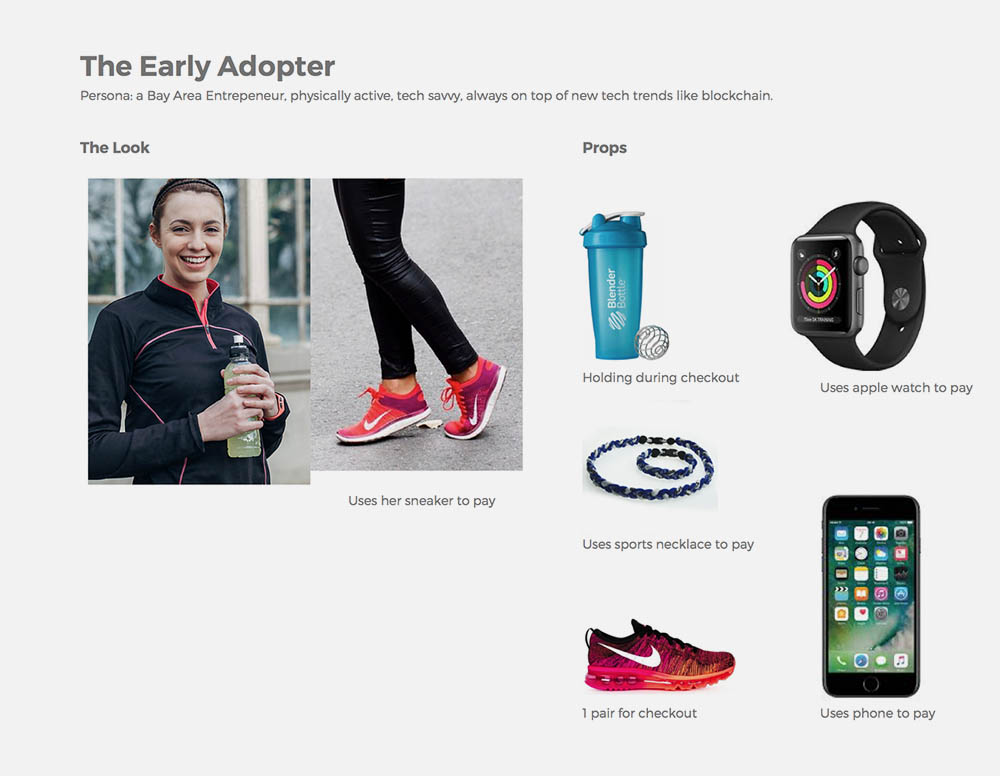 The Early Adopter
Persona: a Bay Area Entrepeneur, physically active, tech savvy, always on top of new tech trends like blockchain.
The Look
Props
Blender
Bottle
Holding during checkout
Uses apple watch to pay
Uses her sneaker to pay
Uses sports necklace to pay
1 pair for checkout
Uses phone to pay